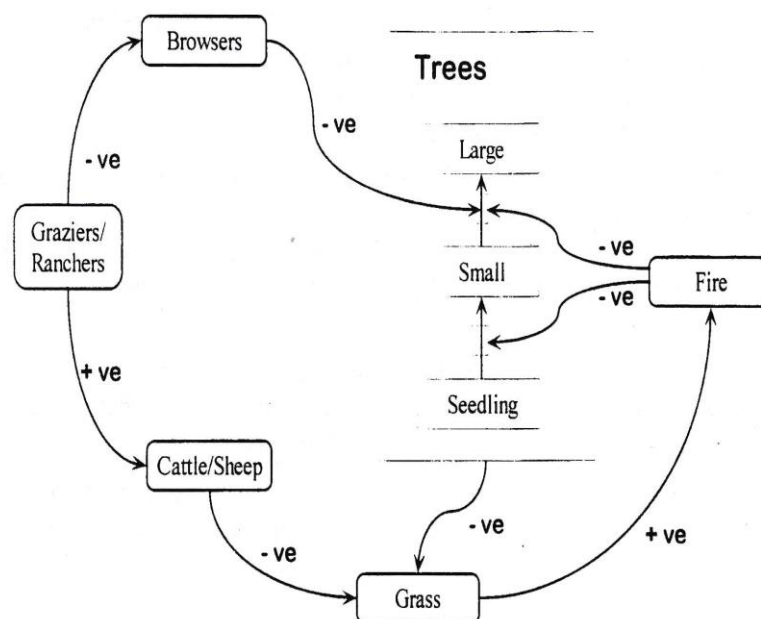 Browsers
Trees
- ve
Large
- ve
Graziers/
Ranchers
- ve
Small
Fire
- ve
+ ve
Seedling
Cattle/Sheep
- ve
- ve
+ ve
Grass